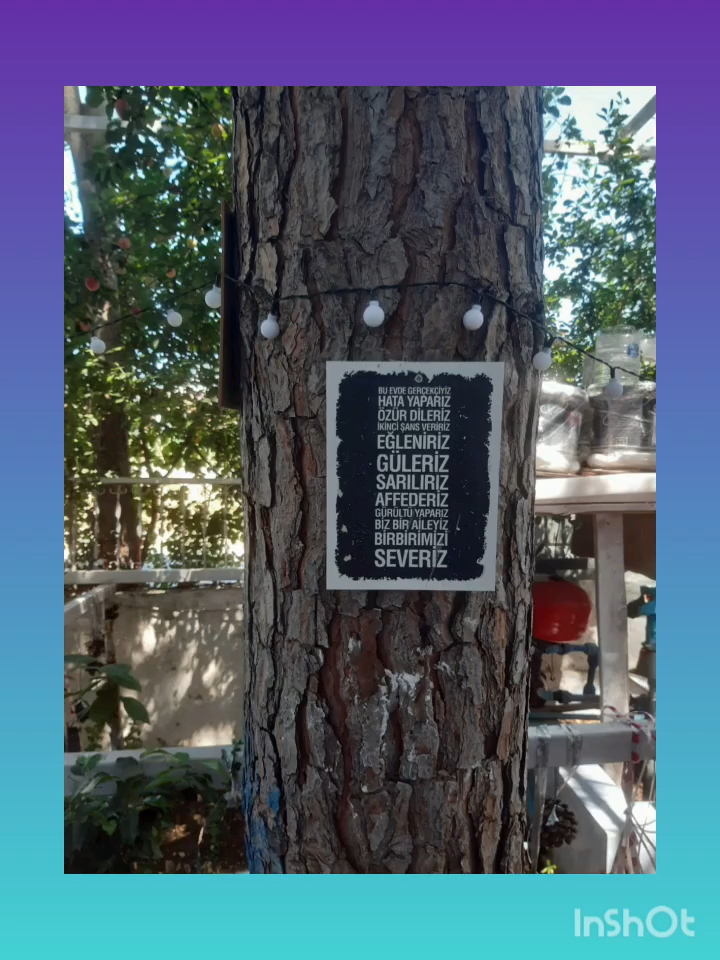 BU EVDE GERÇEKÇİYİZ
HATA YAPARIZ
ÖZÜR DİLERİZ
İKİNCİ ŞANS VERİRİZ
EĞLENİRİZ
GÜLERİZ
SARILIRIZ
AFFEDERİZ
GÜRÜLTÜ YAPARIZ
BİZ BİR AİLEYİZ
BİRBİRİMİZİ
SEVERİZ
InShOt